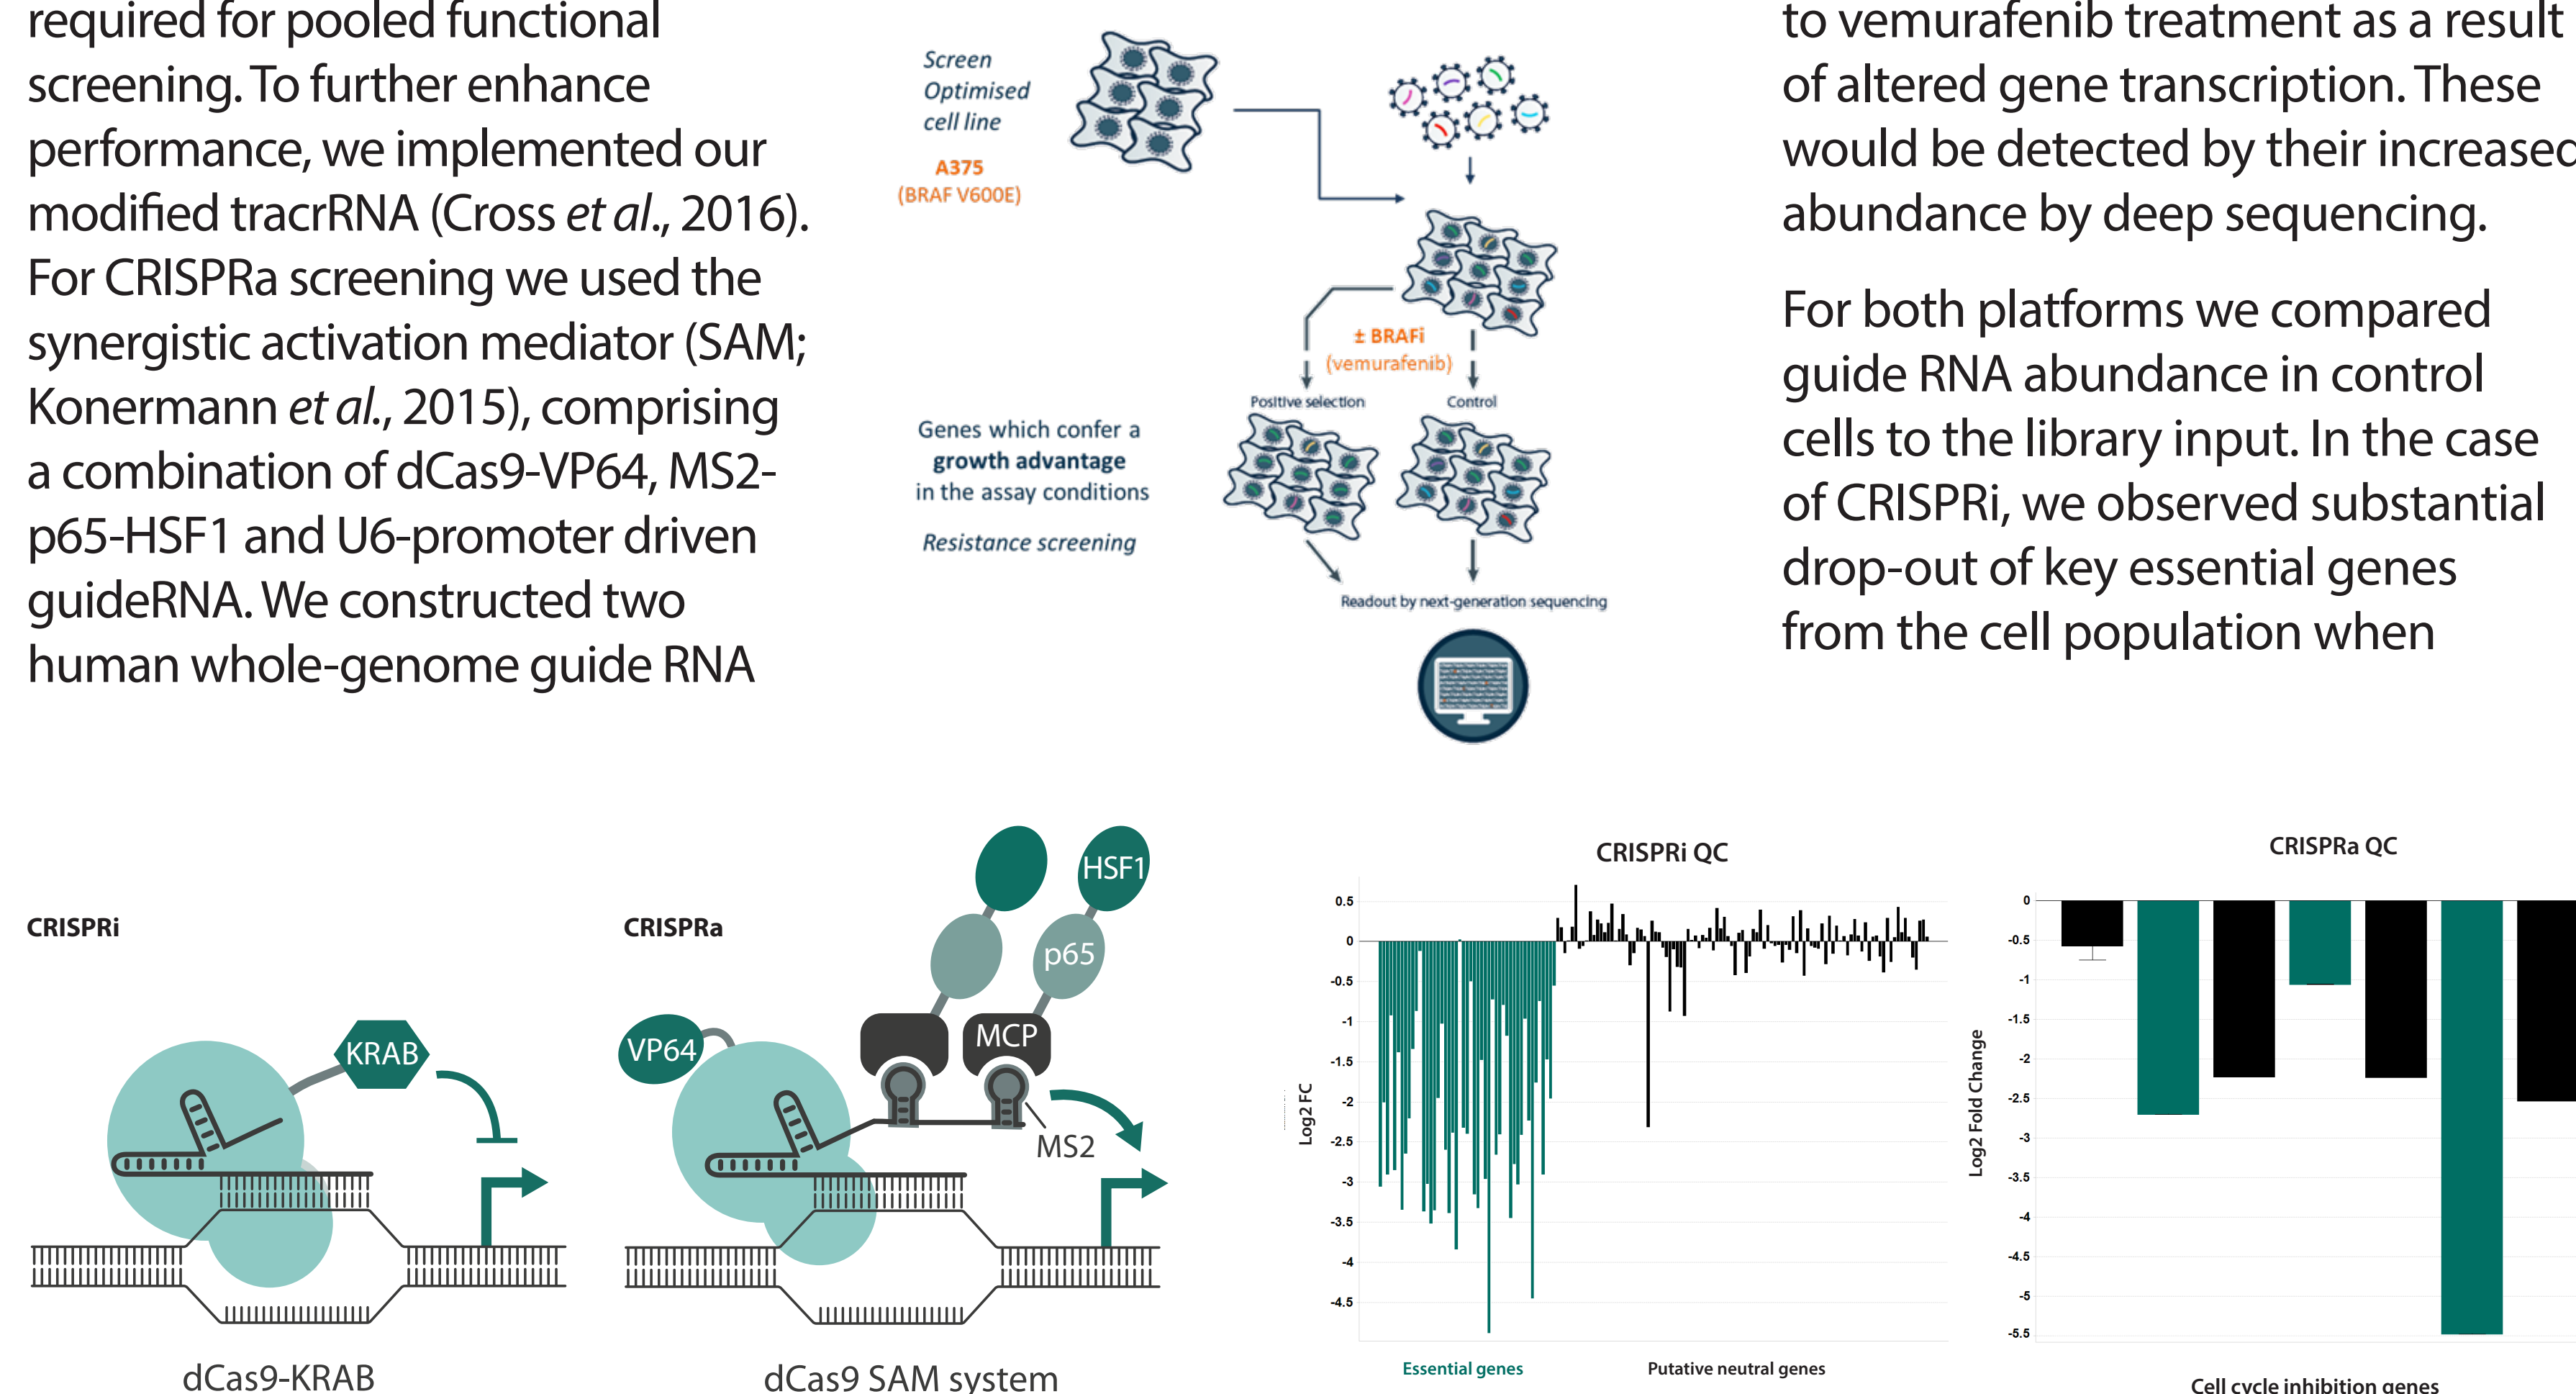 required for pooled functional
screening. To further enhance
performance, we implemented our
modified tracrRNA (Cross et al., 2016).
For CRISPRa screening we used the
synergistic activation mediator (SAM;
Konermann et al., 2015), comprising
a combination of dCas9-VP64, MS2-
p65-HSF1 and U6-promoter driven
guideRNA. We constructed two
human whole-genome guide RNA
Screen
Optimised
cell line
A375
(BRAF V600E)
± BRAFi
(vemurafenib)
Positive selection
Control
Genes which confer a
growth advantage
in the assay conditions
Resistance screening
Readout by next-generation sequencing
to vemurafenib treatment as a result
of altered gene transcription. These
would be detected by their increased
abundance by deep sequencing.
For both platforms we compared
guide RNA abundance in control
cells to the library input. In the case
of CRISPRi, we observed substantial
drop-out of key essential genes
from the cell population when
CRISPRi
KRAB
dCas9-KRAB
CRISPRa
HSF1
p65
VP64
MCP
MS2
dCas9 SAM system
CRISPRi QC
Log2 FC
0.5
0
-0.5
-1
-1.5
-2
-2.5
-3
-3.5
-4
-4.5
Essential genes
Putative neutral genes
CRISPRa QC
Log2 Fold Change
0
-0.5
-1
-1.5
-2
-2.5
-3
-3.5
-4
-4.5
-5
-5.5
Cell cycle inhibition genes